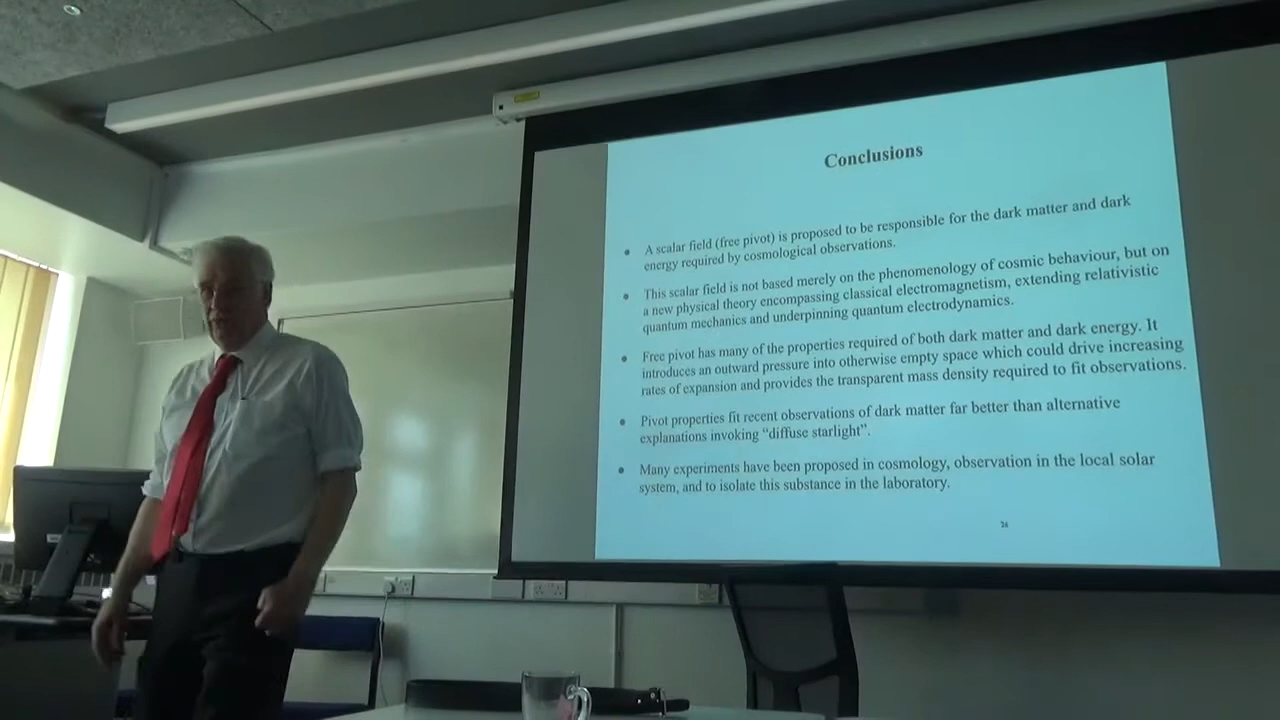 Conclusions
• A scalar field (free pivot) is proposed to be responsible for the dark matter and dark
energy required by cosmological observations.
• This scalar field is not based merely on the phenomenology of cosmic behaviour, but on
a new physical theory encompassing classical electromagnetism, extending relativistic
quantum mechanics and underpinning quantum electrodynamics.
• Free pivot has many of the properties required of both dark matter and dark energy. It
introduces an outward pressure into otherwise empty space which could drive increasing
rates of expansion and provides the transparent mass density required to fit observations.
• Pivot properties fit recent observations of dark matter far better than alternative
explanations invoking “diffuse starlight”.
• Many experiments have been proposed in cosmology, observation in the local solar
system, and to isolate this substance in the laboratory.